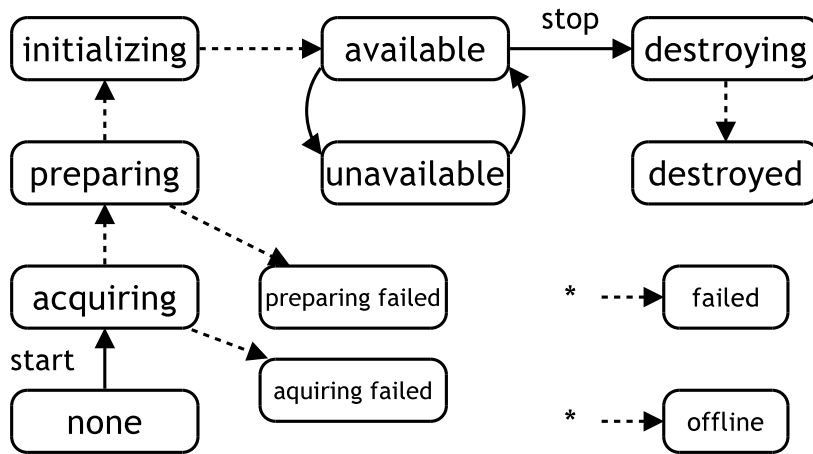 initializing
available
stop
destroying
preparing
unavailable
destroyed
acquiring
preparing failed
*
failed
start
aquiring failed
none
*
offline